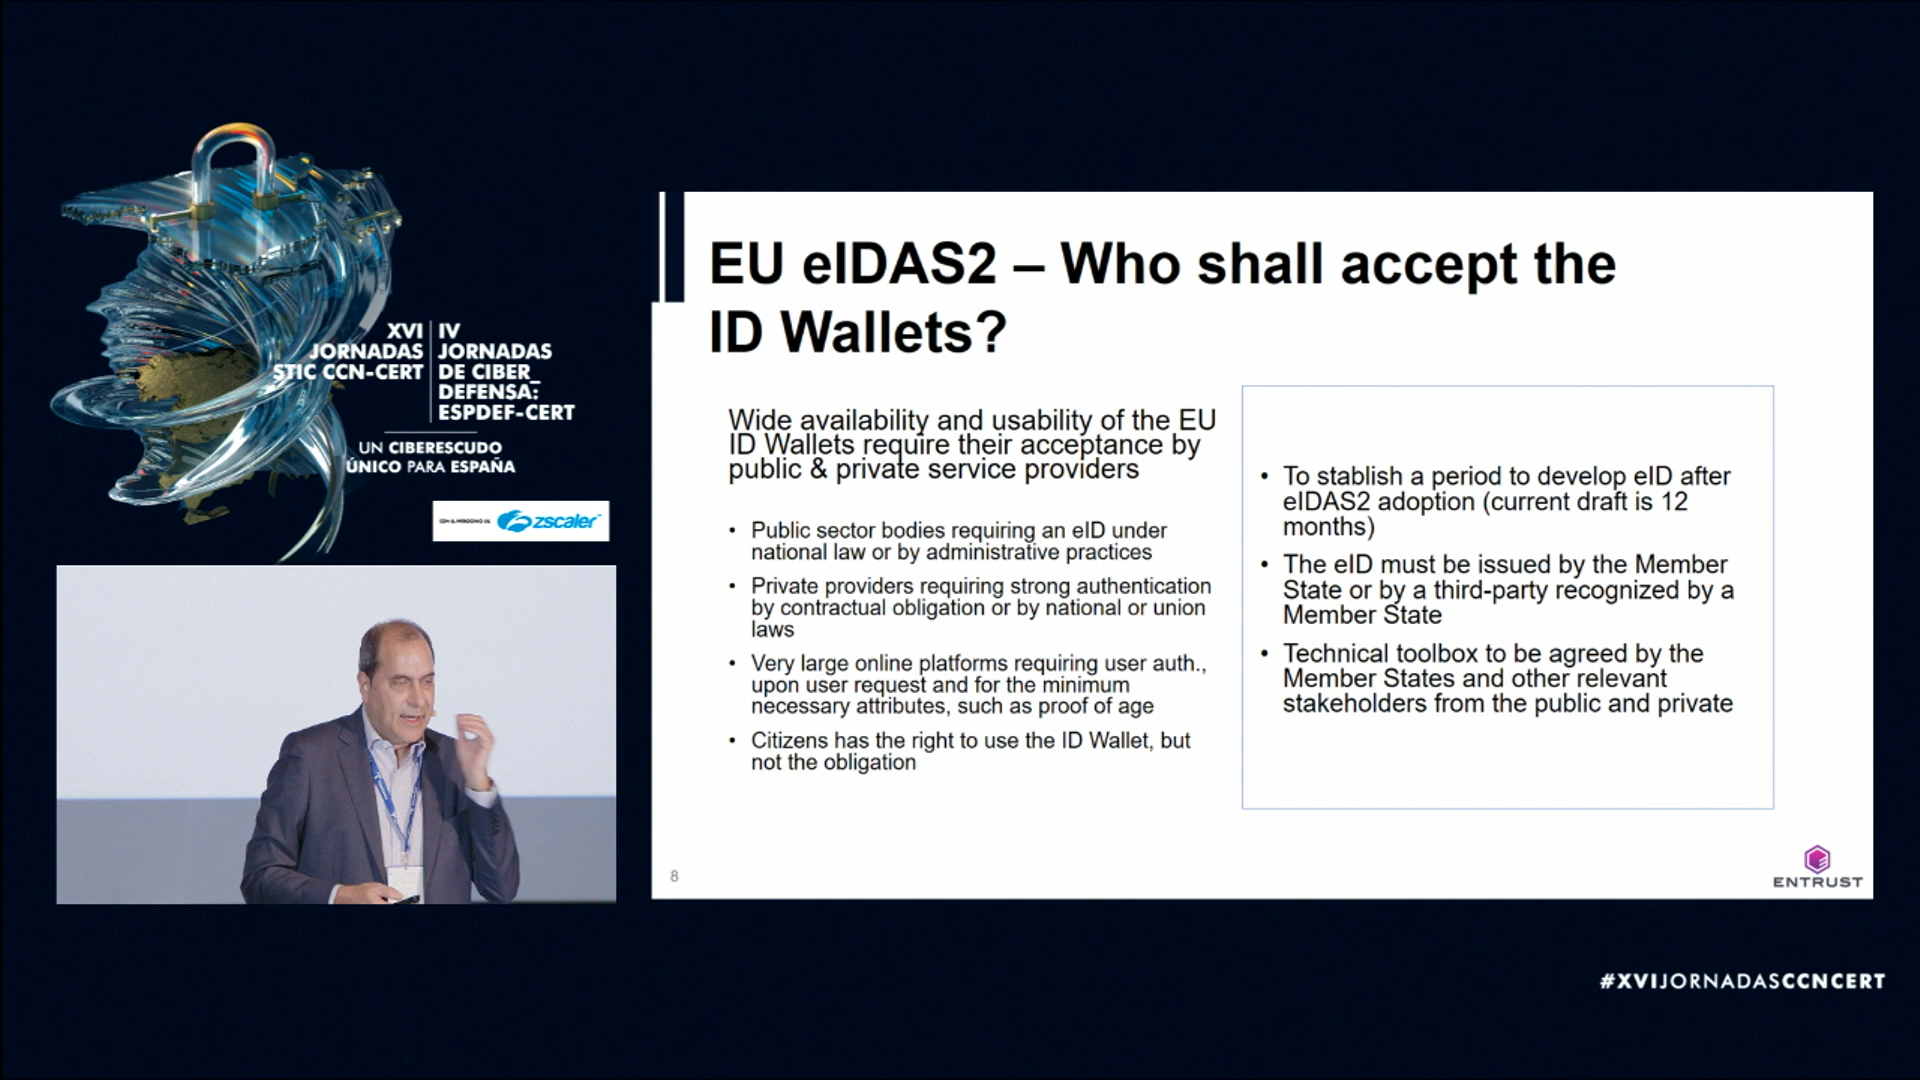 XVI
JORNADAS
STIC CCN-CERT
IV
JORNADAS
DE CIBER_
DEFENSA:
ESPDEF-CERT
UN CIBERESCUDO
ÚNICO PARA ESPAÑA
CON EL PATROCINIO DE:
zscaler
EU eIDAS2 – Who shall accept the
ID Wallets?
Wide availability and usability of the EU
ID Wallets require their acceptance by
public & private service providers
• Public sector bodies requiring an eID under
national law or by administrative practices
• Private providers requiring strong authentication
by contractual obligation or by national or union
laws
• Very large online platforms requiring user auth.,
upon user request and for the minimum
necessary attributes, such as proof of age
• Citizens has the right to use the ID Wallet, but
not the obligation
• To stablish a period to develop eID after
eIDAS2 adoption (current draft is 12
months)
• The eID must be issued by the Member
State or by a third-party recognized by a
Member State
• Technical toolbox to be agreed by the
Member States and other relevant
stakeholders from the public and private
8
ENTRUST
#XVIJORNADASCCNCERT